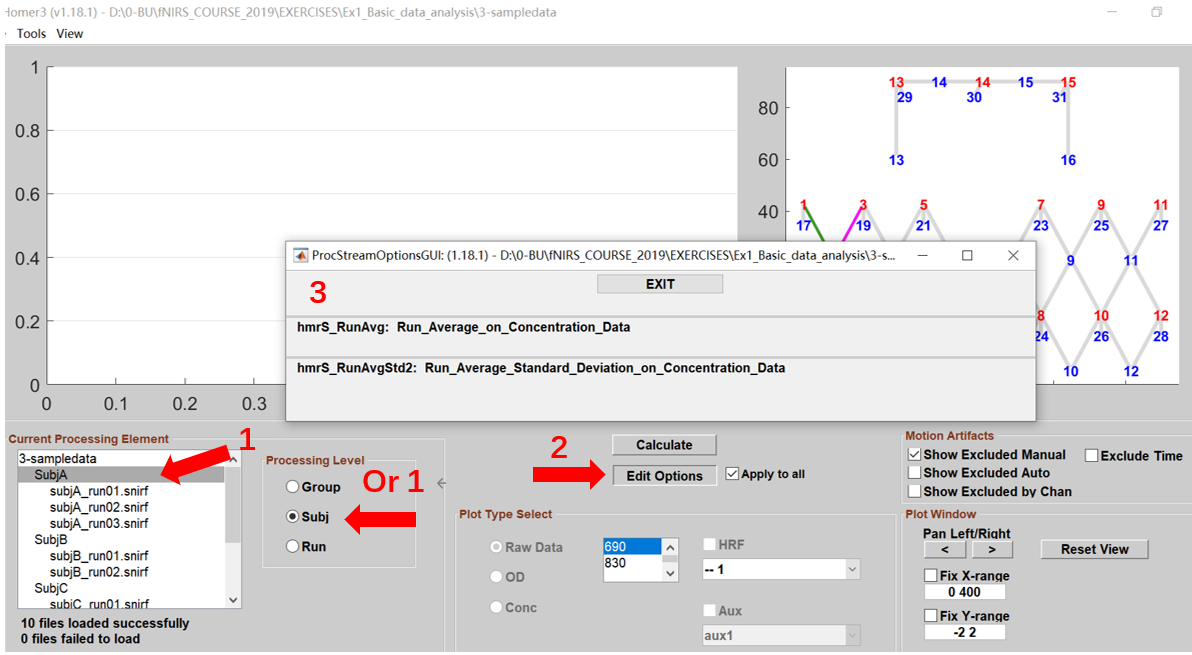 Homer3 (v1.18.1) - D:\0-BU\fNIRS_COURSE_2019\EXERCISES\Ex1_Basic_data_analysis\3-sampledata
Tools View
1
0.8
0.6
0.4
0.2
0
0 0.1 0.2 0.3
80
60
40
13 14 14 15 15
29 30 31
13 16
1 3 5 7 9 11
17 19 21 23 25 27
9 11
8 10 12
24 26 28
10 12
ProcStreamOptionsGUI: (1.18.1) - D:\0-BU\fNIRS_COURSE_2019\EXERCISES\Ex1_Basic_data_analysis\3-s...
EXIT
3
hmrS_RunAvg: Run_Average_on_Concentration_Data
hmrS_RunAvgStd2: Run_Average_Standard_Deviation_on_Concentration_Data
Current Processing Element
3-sampledata
SubjA
subjA_run01.snirf
subjA_run02.snirf
subjA_run03.snirf
SubjB
subjB_run01.snirf
subjB_run02.snirf
SubjC
subjC_run01.snirf
10 files loaded successfully
0 files failed to load
1
Processing Level
Group
Subj
Run
Or 1
2
Calculate
Edit Options
Apply to all
Plot Type Select
Raw Data
OD
Conc
690
830
HRF
-- 1
Aux
aux1
Motion Artifacts
Show Excluded Manual
Exclude Time
Show Excluded Auto
Show Excluded by Chan
Plot Window
Pan Left/Right
< >
Reset View
Fix X-range
0 400
Fix Y-range
-2 2